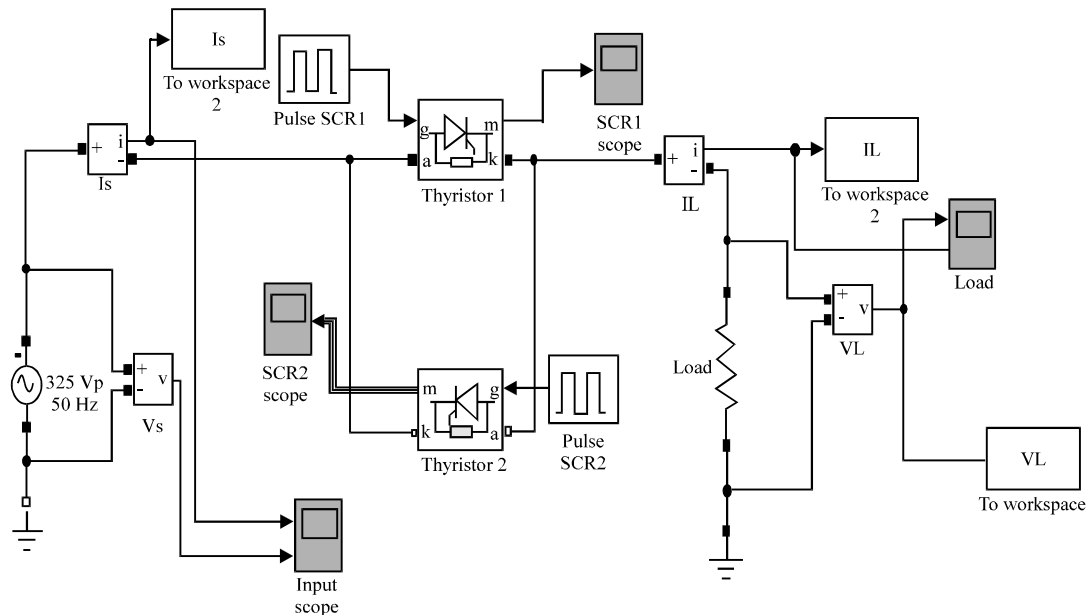 Is
To workspace
2
Pulse SCR1
SCR1
scope
+
i
-
Is
g
m
a
k
Thyristor 1
+
i
-
IL
IL
To workspace
2
Load
SCR2
scope
m
g
k
a
Thyristor 2
Pulse
SCR2
Load
+
v
-
VL
325 Vp
50 Hz
+
v
-
Vs
VL
To workspace
Input
scope